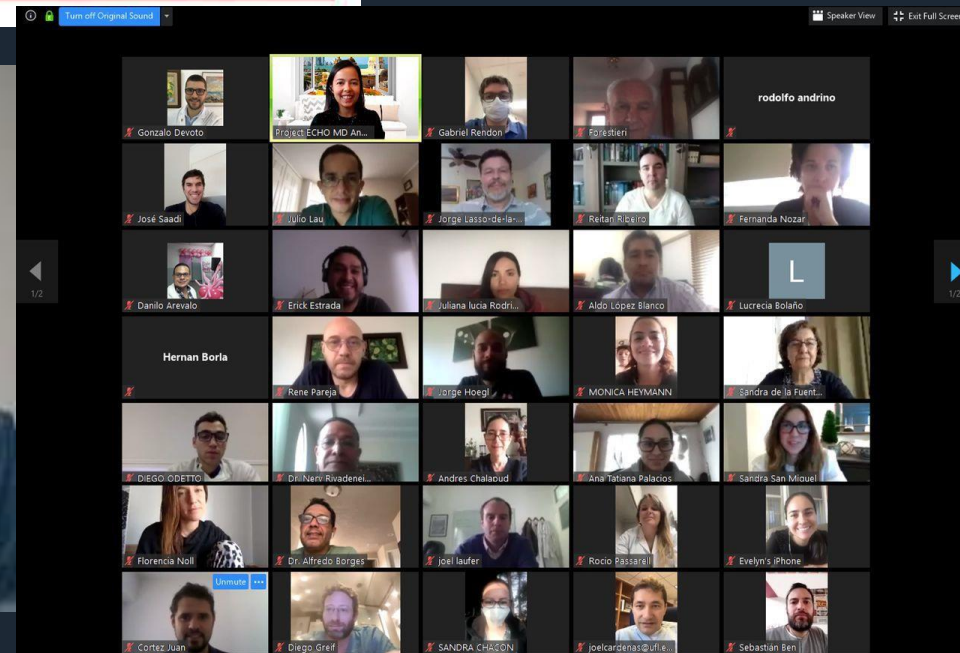 Turn off Original Sound
Speaker View
Exit Full Screen
Gonzalo Devoto
Project ECHO MD An...
Gabriel Rendon
Forestieri
rodolfo andrino
José Saadi
Julio Lau
Jorge Lasso-de-la-...
Reitan Ribeiro
Fernanda Nozar
1/2
1/2
Danilo Arevalo
Erick Estrada
Juliana lucia Rodri...
Aldo López Blanco
L
Lucrecia Bolaño
Hernan Borla
Rene Pareja
Jorge Hoegl
MONICA HEYMANN
Sandra de la Fuent...
DIEGO ODETTO
Dr. Nery Rivadenei...
Andres Chalapud
Ana Tatiana Palacios
Sandra San Miguel
Florencia Noll
Dr. Alfredo Borges
joel laufer
Rocio Passarell
Evelyn's iPhone
Unmute
Cortez Juan
Diego Greif
SANDRA CHACON
joelcardenas@ufl.e...
Sebastián Ben